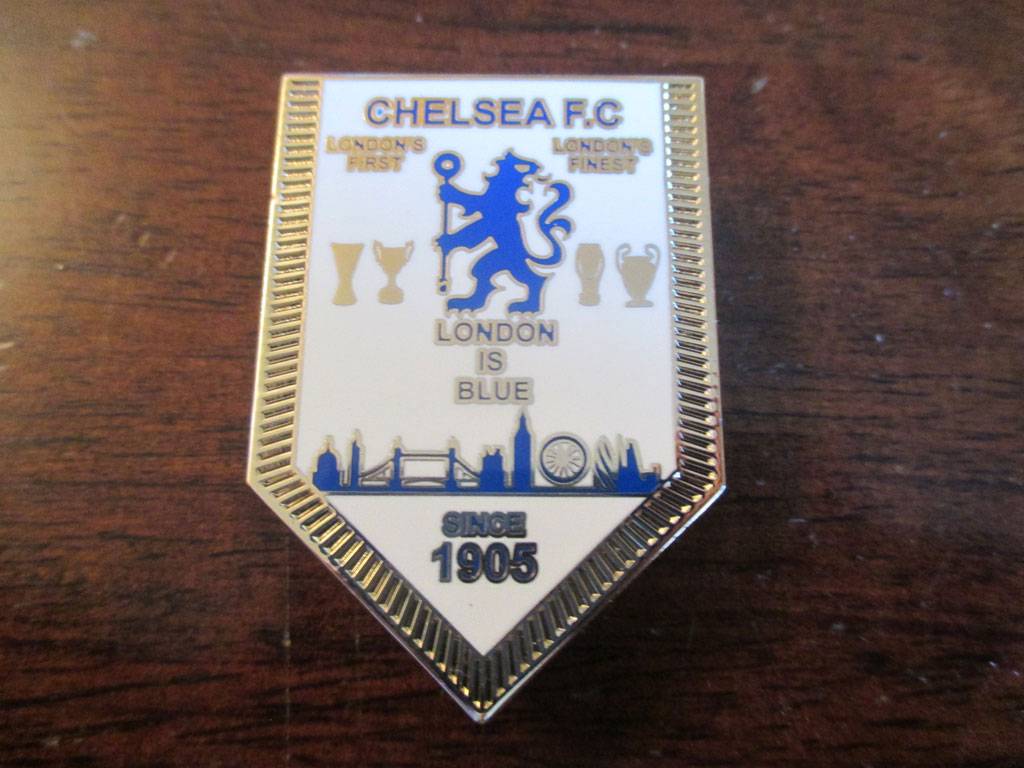 CHELSEA F.C
LONDON'S
FIRST
LONDON'S
FINEST
LONDON
IS
BLUE
SINCE
1905